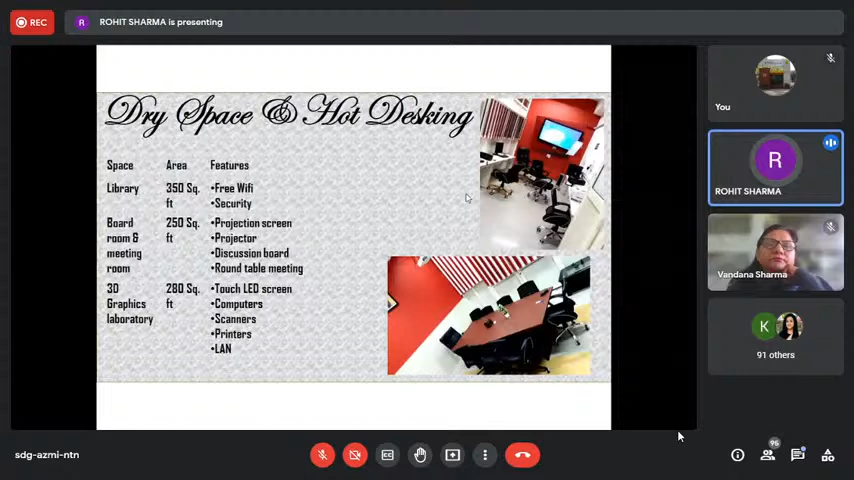 REC
R
ROHIT SHARMA is presenting
Dry Space & Hot Desking
Space Area Features
Library 350 Sq. ft •Free Wifi
•Security
Board room & meeting room 250 Sq. ft •Projection screen
•Projector
•Discussion board
•Round table meeting
3D Graphics laboratory 280 Sq. ft •Touch LED screen
•Computers
•Scanners
•Printers
•LAN
You
R
ROHIT SHARMA
Vandana Sharma
K
91 others
sdg-azmi-ntn
CC
95